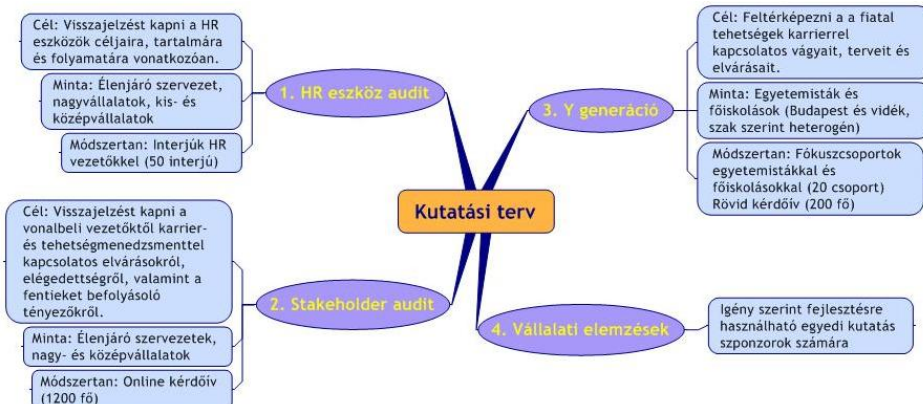 Kutatási terv
1. HR eszköz audit
Cél: Visszajelzést kapni a HR
eszközök céljaira, tartalmára
és folyamatára vonatkozóan.
Minta: Élenjáró szervezet,
nagyvállalatok, kis- és
középvállalatok
Módszertan: Interjúk HR
vezetőkkel (50 interjú)
2. Stakeholder audit
Cél: Visszajelzést kapni a
vonalbeli vezetőktől karrier-
és tehetségmenedzsmenttel
kapcsolatos elvárásokról,
elégedettségről, valamint a
fentieket befolyásoló
tényezőkről.
Minta: Élenjáró szervezetek,
nagy- és középvállalatok
Módszertan: Online kérdőív
(1200 fő)
3. Y generáció
Cél: Feltérképezni a a fiatal
tehetségek karrierrel
kapcsolatos vágyait, terveit és
elvárásait.
Minta: Egyetemisták és
főiskolások (Budapest és vidék,
szak szerint heterogén)
Módszertan: Fókuszcsoportok
egyetemistákkal és
főiskolásokkal (20 csoport)
Rövid kérdőív (200 fő)
4. Vállalati elemzések
Igény szerint fejlesztésre
használható egyedi kutatás
szponzorok számára